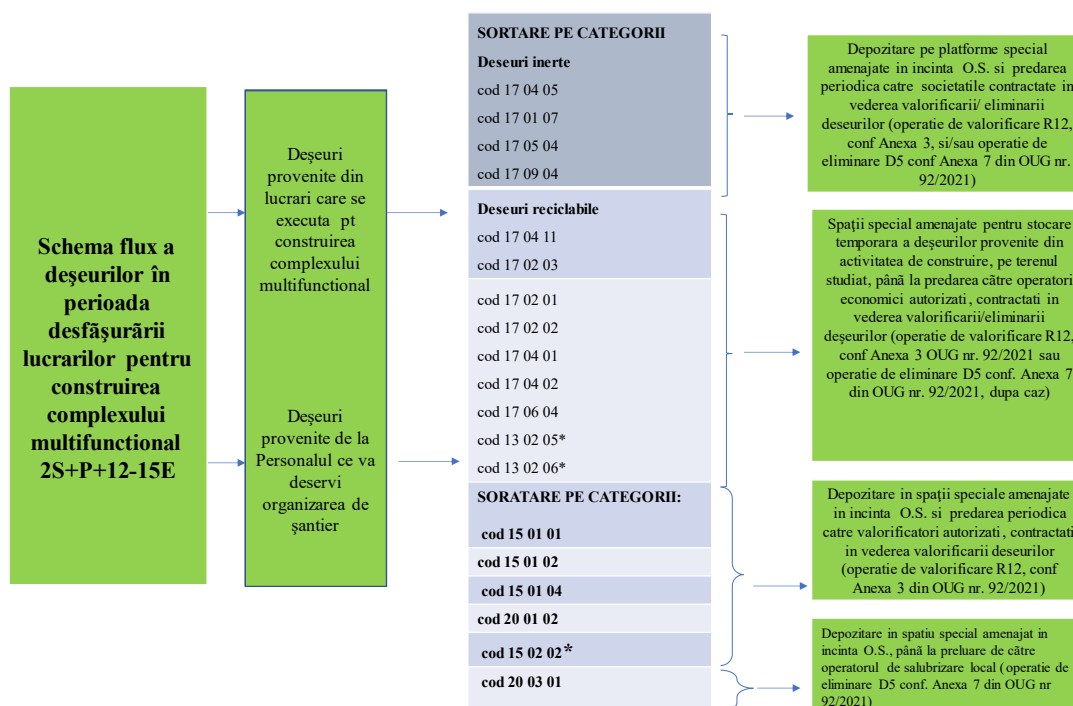 Schema flux a
deşeurilor în
perioada
desfãşurãrii
lucrarilor pentru
construirea
complexului
multifunctional
2S+P+12-15E
Deşeuri
provenite din
lucrari care se
executa pt
construirea
complexului
multifunctional
Deşeuri
provenite de la
Personalul ce va
deservi
organizarea de
şantier
SORTARE PE CATEGORII
Deseuri inerte
cod 17 04 05
cod 17 01 07
cod 17 05 04
cod 17 09 04
Deseuri reciclabile
cod 17 04 11
cod 17 02 03
cod 17 02 01
cod 17 02 02
cod 17 04 01
cod 17 04 02
cod 17 06 04
cod 13 02 05*
cod 13 02 06*
SORATARE PE CATEGORII:
cod 15 01 01
cod 15 01 02
cod 15 01 04
cod 20 01 02
cod 15 02 02*
cod 20 03 01
Depozitare pe platforme special
amenajate in incinta O.S. si predarea
periodica catre societatile contractate in
vederea valorificarii/ eliminarii
deseurilor (operatie de valorificare R12,
conf Anexa 3, si/sau operatie de
eliminare D5 conf Anexa 7 din OUG nr.
92/2021)
Spaţii special amenajate pentru stocare
temporara a deşeurilor provenite din
activitatea de construire, pe terenul
studiat, pânã la predarea cãtre operatori
economici autorizati, contractati in
vederea valorificarii/eliminarii
deşeurilor (operatie de valorificare R12,
conf Anexa 3 OUG nr. 92/2021 sau
operatie de eliminare D5 conf. Anexa 7
din OUG nr. 92/2021, dupa caz)
Depozitare in spaţii speciale amenajate
in incinta O.S. si predarea periodica
catre valorificatori autorizati, contractati
in vederea valorificarii deseurilor
(operatie de valorificare R12, conf
Anexa 3 din OUG nr. 92/2021)
Depozitare in spatiu special amenajat in
incinta O.S., pânã la preluare de cãtre
operatorul de salubrizare local (operatie de
eliminare D5 conf. Anexa 7 din OUG nr
92/2021)